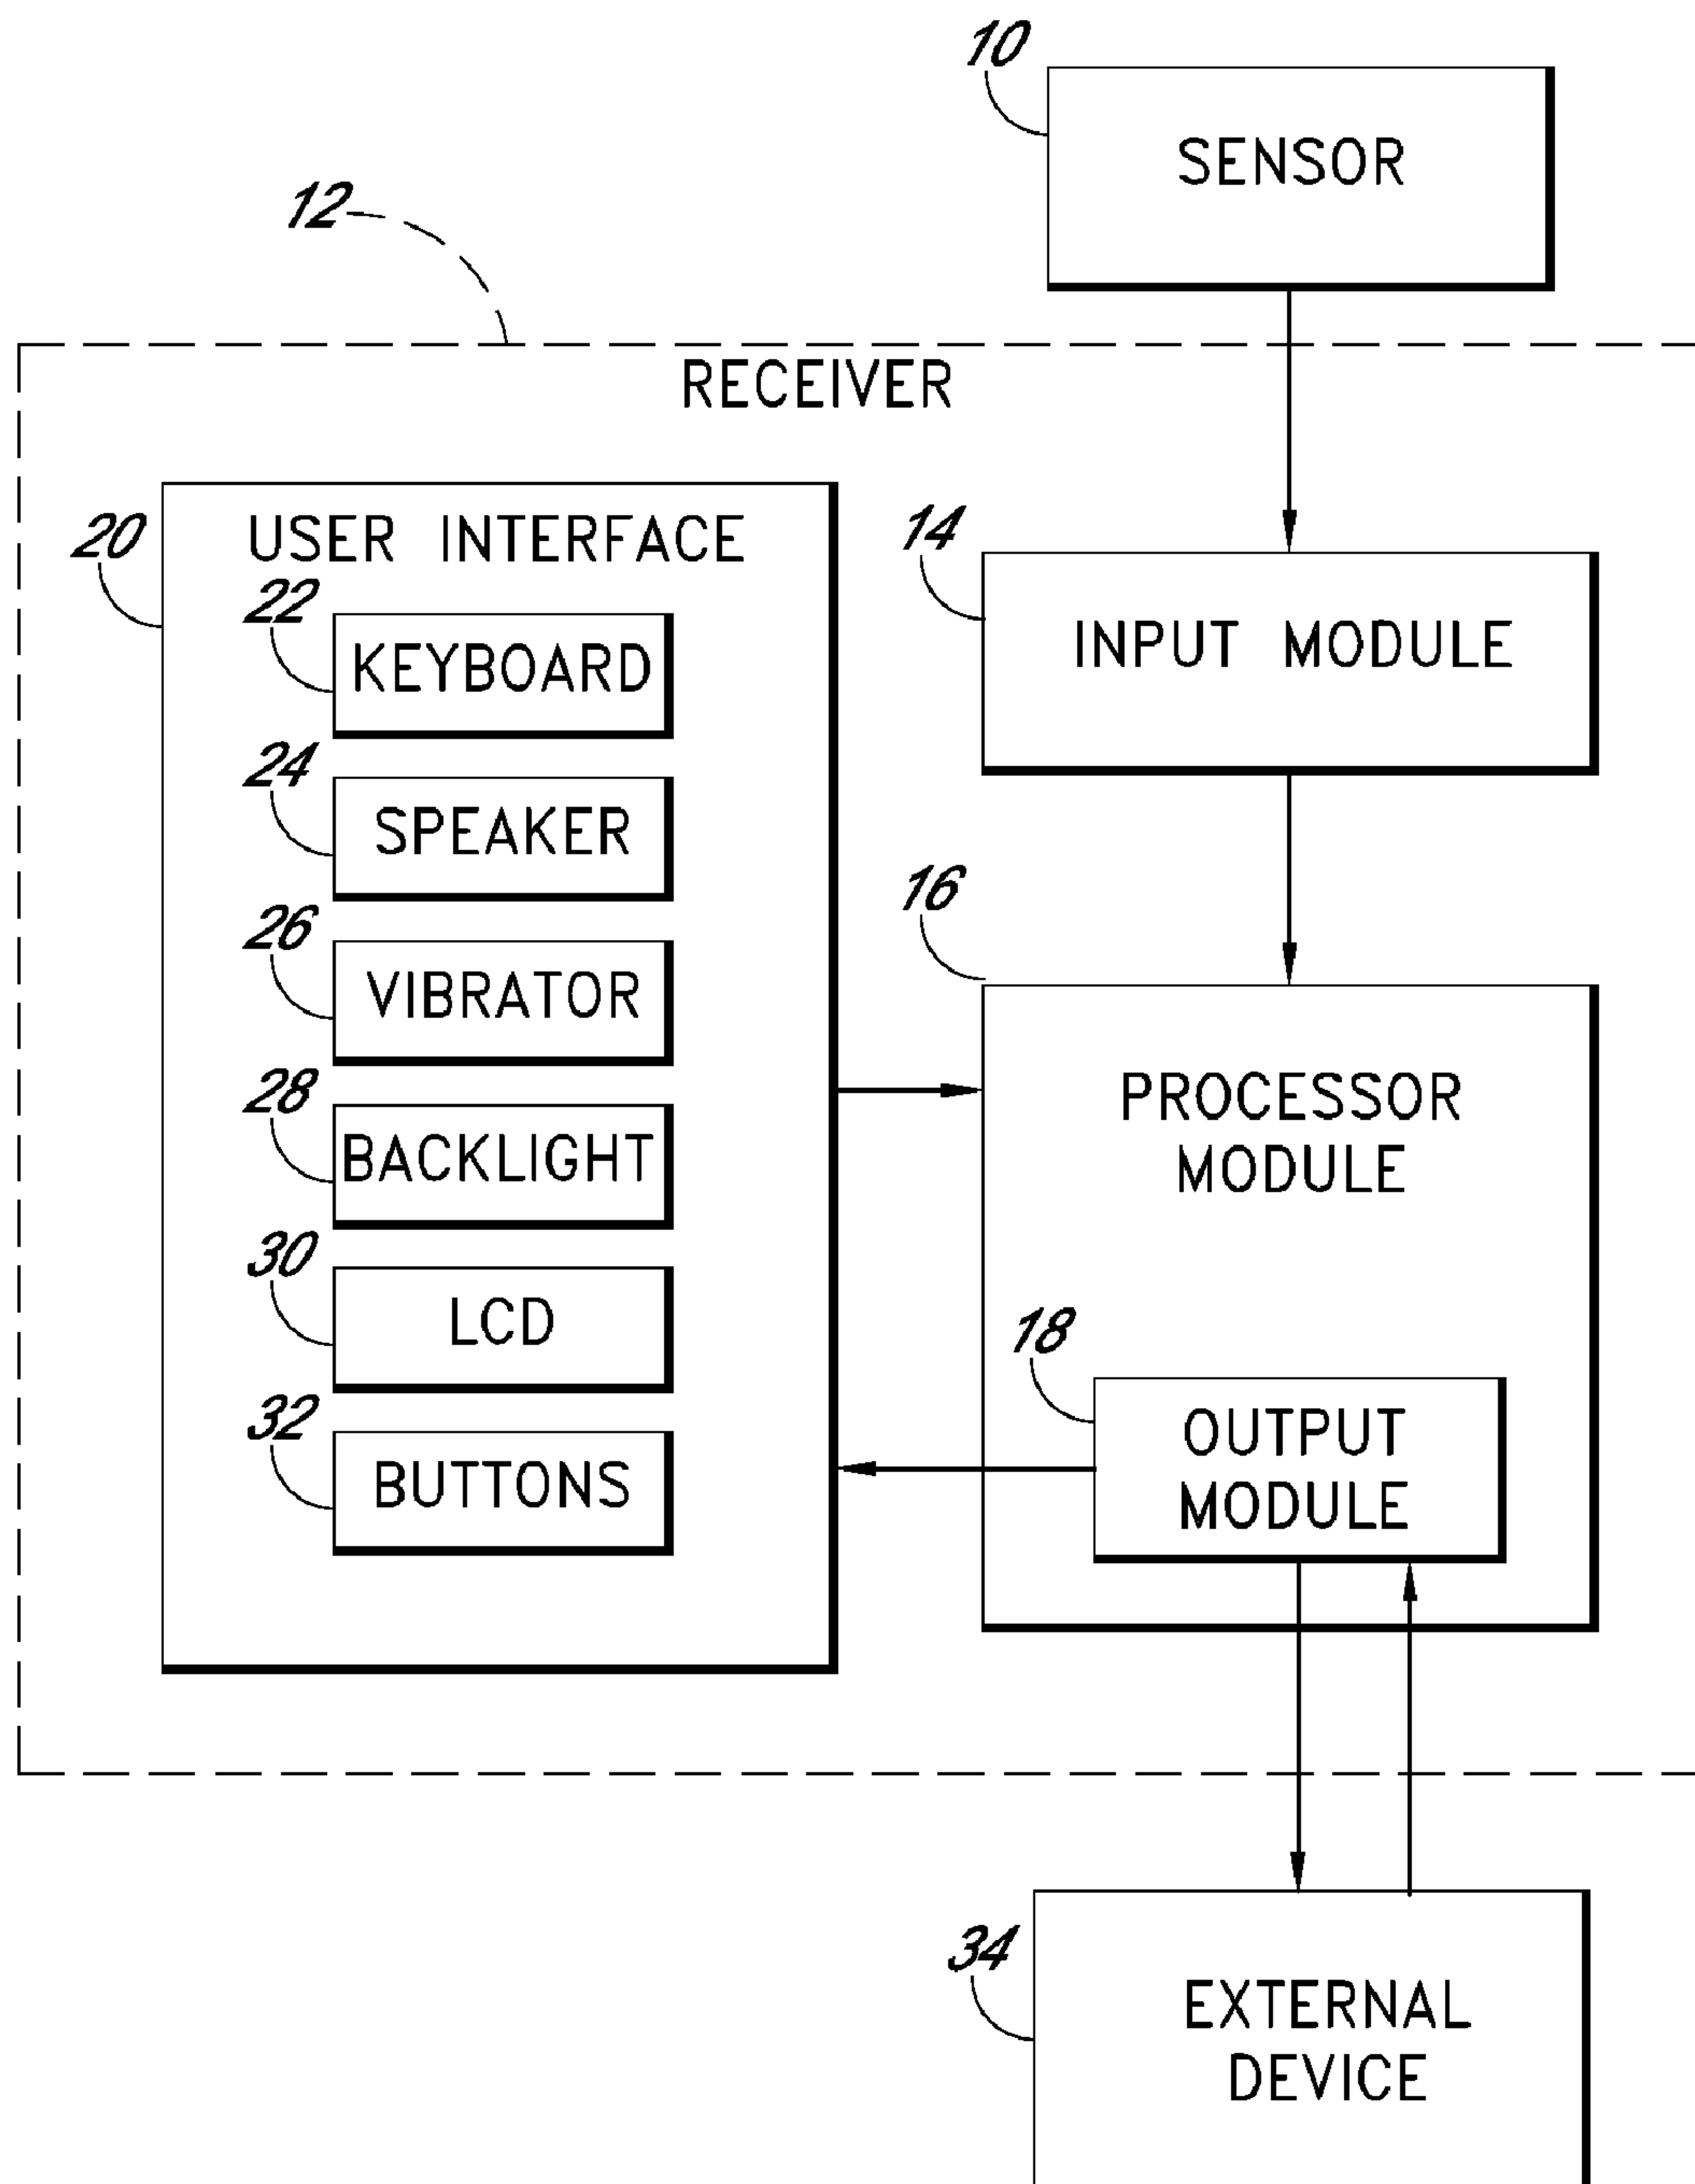 10
SENSOR
12
RECEIVER
20
USER INTERFACE
22
KEYBOARD
24
SPEAKER
26
VIBRATOR
28
BACKLIGHT
30
LCD
32
BUTTONS
14
INPUT MODULE
16
PROCESSOR
MODULE
18
OUTPUT
MODULE
34
EXTERNAL
DEVICE